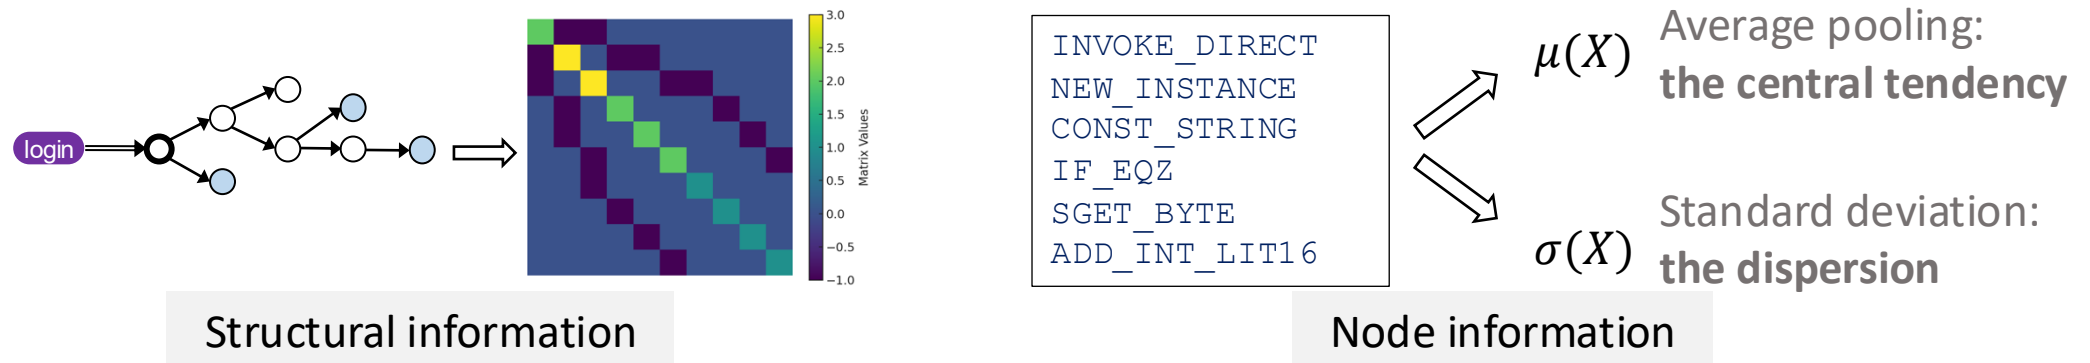 login
3.0
2.5
2.0
1.5
1.0
0.5
0.0
−0.5
−1.0
Matrix Values
Structural information
INVOKE_DIRECT
NEW_INSTANCE
CONST_STRING
IF_EQZ
SGET_BYTE
ADD_INT_LIT16
μ(X)
Average pooling:
the central tendency
σ(X)
Standard deviation:
the dispersion
Node information